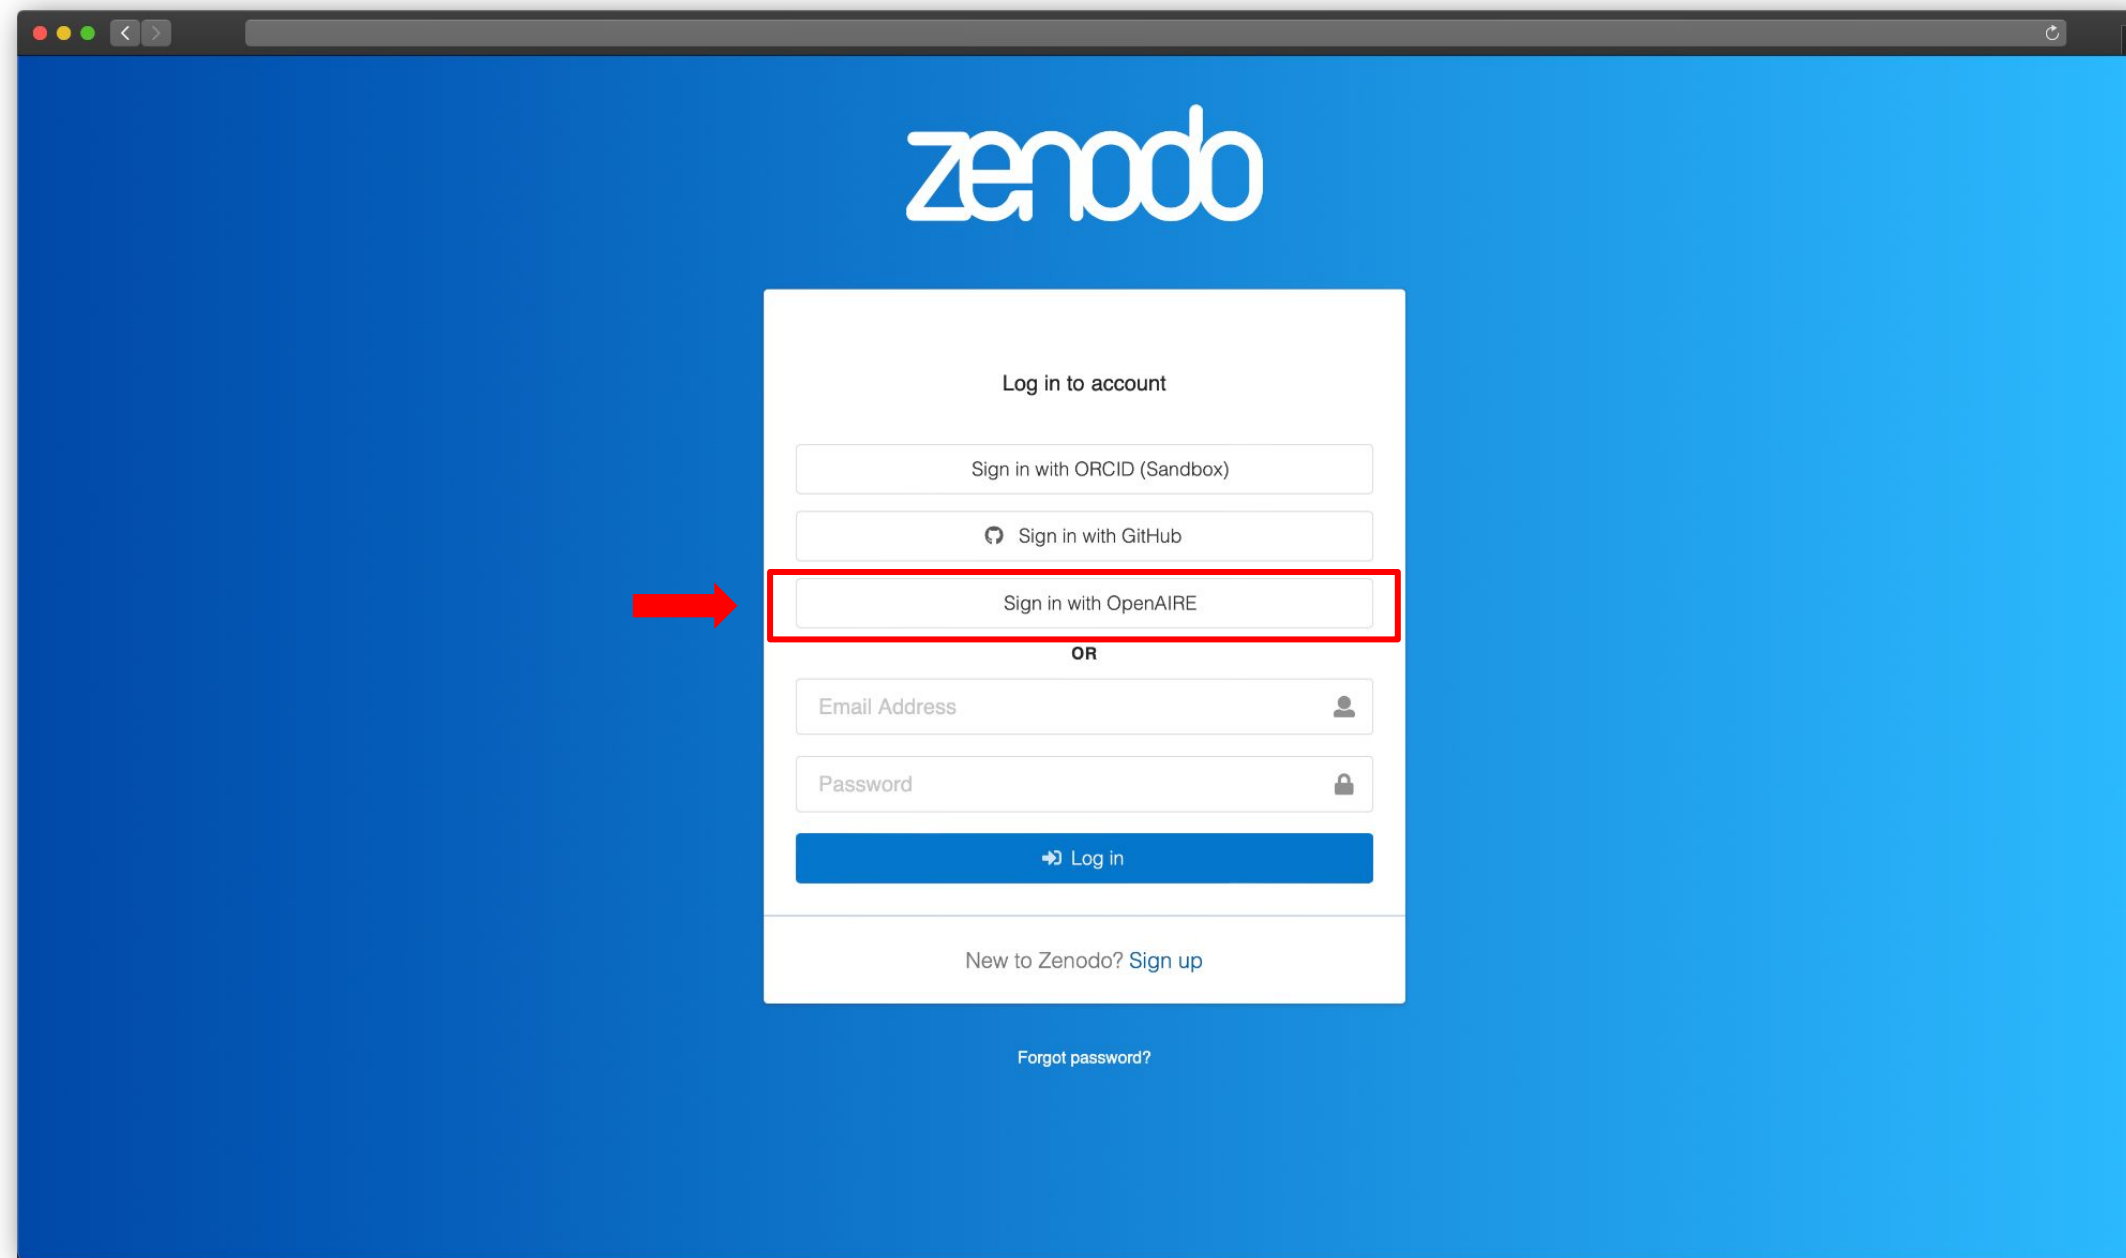 zenodo
Log in to account
Sign in with ORCID (Sandbox)
Sign in with GitHub
Sign in with OpenAIRE
OR
Email Address
Password
Log in
New to Zenodo? Sign up
Forgot password?